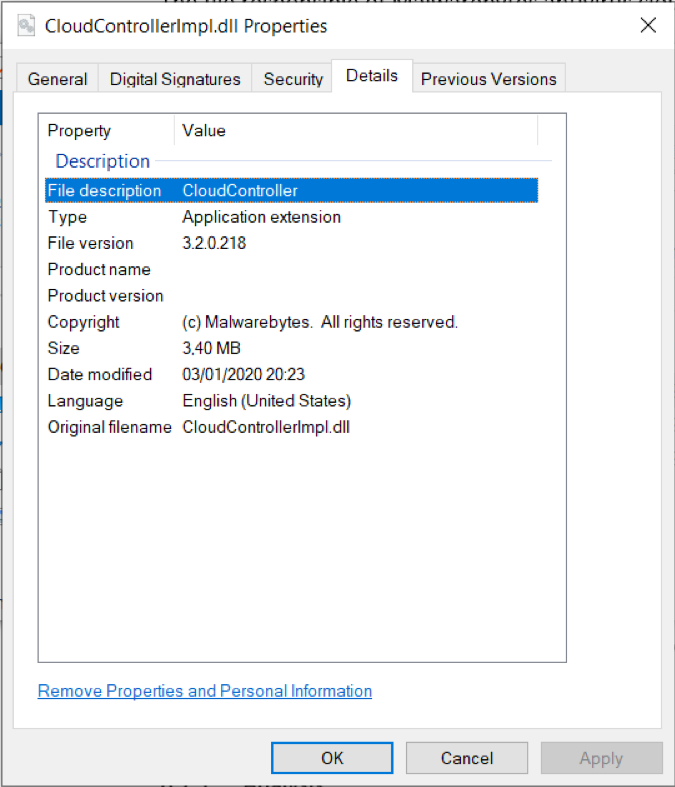 CloudControllerImpl.dll Properties
General Digital Signatures Security Details Previous Versions
Property Value
Description
File description CloudController
Type Application extension
File version 3.2.0.218
Product name
Product version
Copyright (c) Malwarebytes. All rights reserved.
Size 3,40 MB
Date modified 03/01/2020 20:23
Language English (United States)
Original filename CloudControllerImpl.dll
Remove Properties and Personal Information
OK Cancel Apply